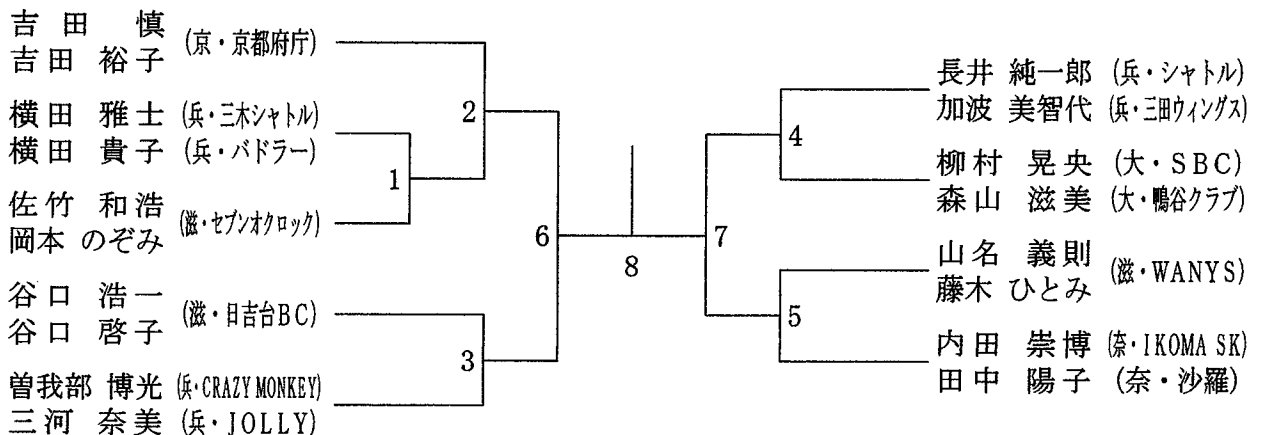 吉田 慎 (京・京都府庁)
吉田 裕子
横田 雅士 (兵・三木シャトル)
横田 貴子 (兵・バドラー)
佐竹 和浩 (滋・セブンオクロック)
岡本 のぞみ
谷口 浩一 (滋・日吉台BC)
谷口 啓子
曽我部 博光 (兵・CRAZY MONKEY)
三河 奈美 (兵・JOLLY)
1
2
3
6
8
7
4
5
長井 純一郎 (兵・シャトル)
加波 美智代 (兵・三田ウィングス)
柳村 晃央 (大・SBC)
森山 滋美 (大・鴨谷クラブ)
山名 義則 (滋・WANYS)
藤木 ひとみ
内田 崇博 (奈・IKOMA SK)
田中 陽子 (奈・沙羅)